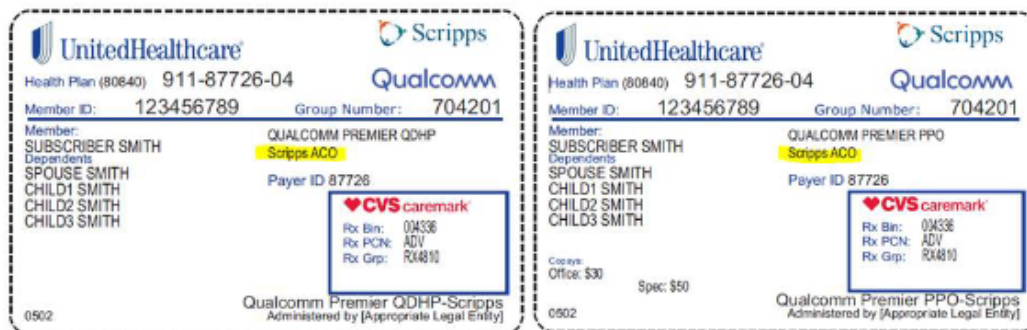 UnitedHealthcare
Scripps
Health Plan (80840) 911-87726-04
Qualcomm
Member ID: 123456789 Group Number: 704201
Member:
SUBSCRIBER SMITH
Dependents
SPOUSE SMITH
CHILD1 SMITH
CHILD2 SMITH
CHILD3 SMITH
QUALCOMM PREMIER QDHP
Scripps ACO
Payer ID 87726
CVS caremark
Rx Bin: 004336
Rx PCN: ADV
Rx Grp: RX4810
0502
Qualcomm Premier QDHP-Scripps
Administered by [Appropriate Legal Entity]
UnitedHealthcare
Scripps
Health Plan (80840) 911-87726-04
Qualcomm
Member ID: 123456789 Group Number: 704201
Member:
SUBSCRIBER SMITH
Dependents
SPOUSE SMITH
CHILD1 SMITH
CHILD2 SMITH
CHILD3 SMITH
QUALCOMM PREMIER PPO
Scripps ACO
Payer ID 87726
CVS caremark
Rx Bin: 004336
Rx PCN: ADV
Rx Grp: RX4810
Copays:
Office: $30
Spec: $50
0502
Qualcomm Premier PPO-Scripps
Administered by [Appropriate Legal Entity]